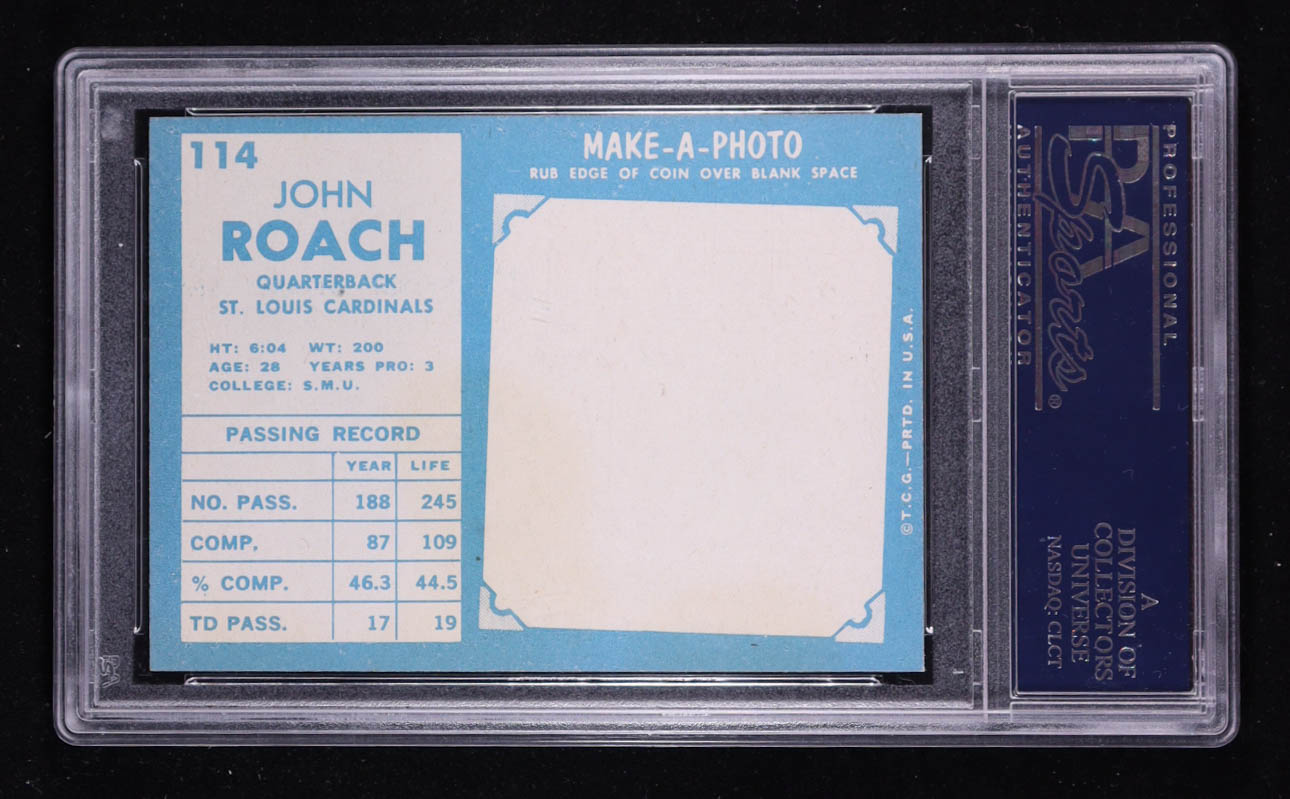 114
JOHN
ROACH
QUARTERBACK
ST. LOUIS CARDINALS
HT: 6:04 WT: 200
AGE: 28 YEARS PRO: 3
COLLEGE: S.M.U.
PASSING RECORD
YEAR LIFE
NO. PASS. 188 245
COMP. 87 109
% COMP. 46.3 44.5
TD PASS. 17 19
MAKE-A-PHOTO
RUB EDGE OF COIN OVER BLANK SPACE
©T.C.G.—PRTD. IN U.S.A.
PROFESSIONAL
PSA
Sports®
AUTHENTICATOR
A
DIVISION OF
COLLECTORS
UNIVERSE
NASDAQ: CLCT
PSA